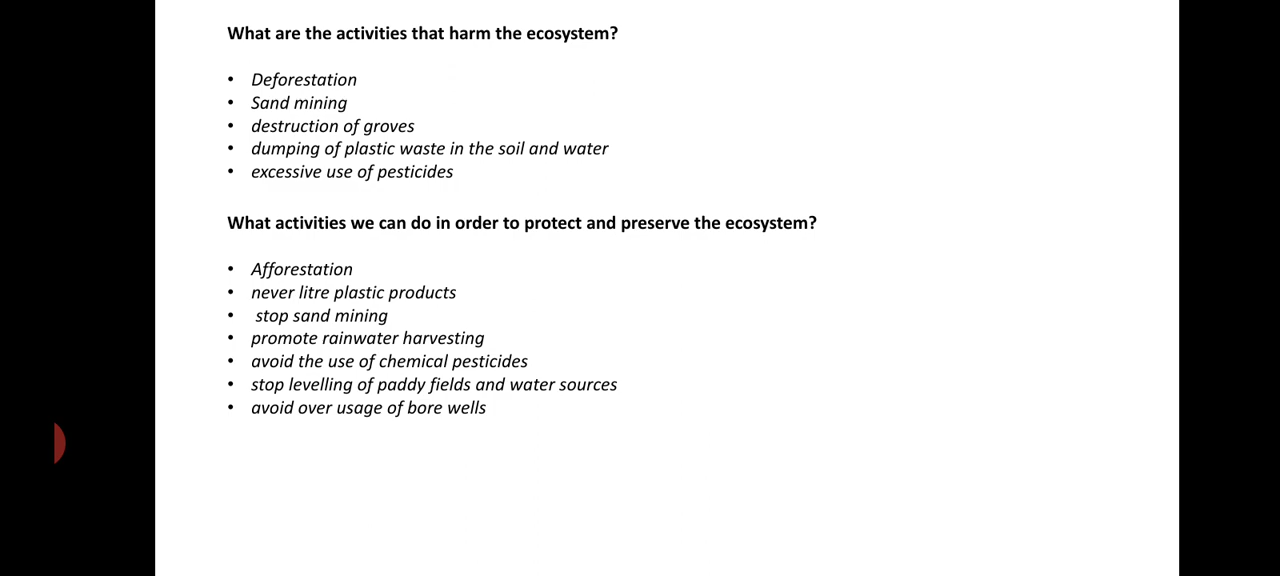 What are the activities that harm the ecosystem?
• Deforestation
• Sand mining
• destruction of groves
• dumping of plastic waste in the soil and water
• excessive use of pesticides
What activities we can do in order to protect and preserve the ecosystem?
• Afforestation
• never litre plastic products
• stop sand mining
• promote rainwater harvesting
• avoid the use of chemical pesticides
• stop levelling of paddy fields and water sources
• avoid over usage of bore wells